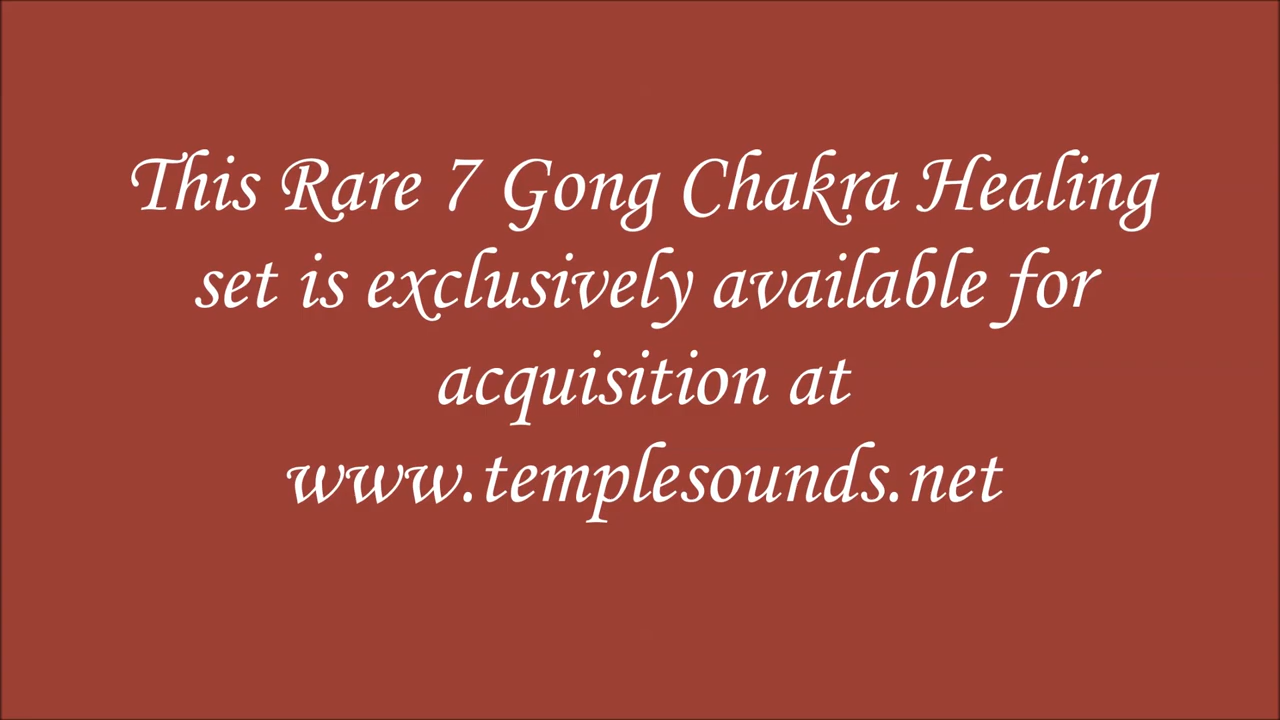 This Rare 7 Gong Chakra Healing
set is exclusively available for
acquisition at
www.templesounds.net